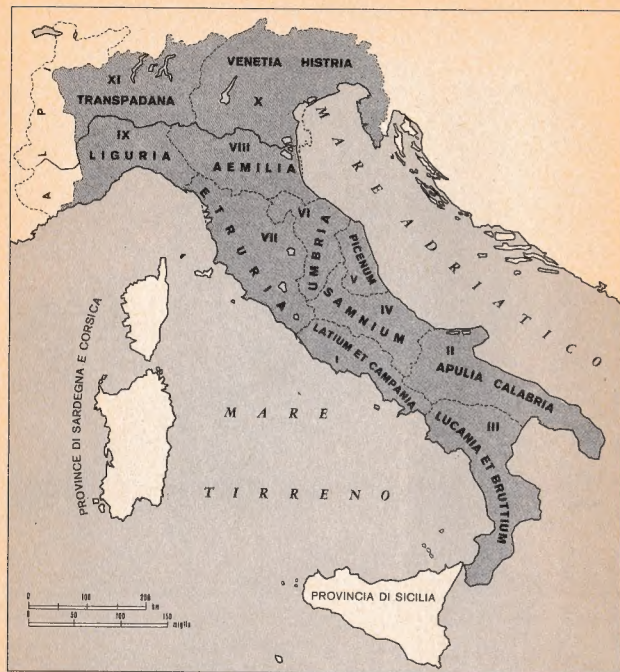 XI
TRANSPADANA
VENETIA HISTRIA
X
IX
LIGURIA
VIII
AEMILIA
ALPI
MARE ADRIATICO
ETRURIA
VII
VI
UMBRIA
PICENUM
V
SAMNIUM
IV
LATIUM ET CAMPANIA
I
II
APULIA CALABRIA
III
LUCANIA ET BRUTTIUM
PROVINCE DI SARDEGNA E CORSICA
MARE
TIRRENO
PROVINCIA DI SICILIA
0 100 200
km
0 50 100 150
miglia